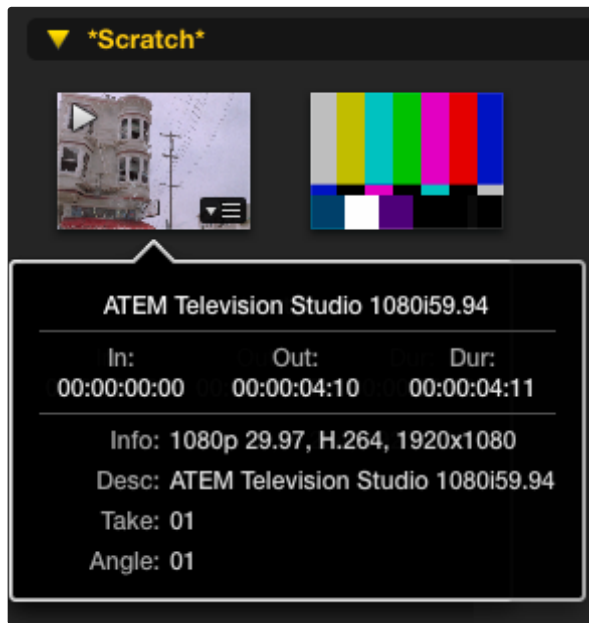 *Scratch*
ATEM Television Studio 1080i59.94
In: Out: Dur:
00:00:00:00 00:00:04:10 00:00:04:11
Info: 1080p 29.97, H.264, 1920x1080
Desc: ATEM Television Studio 1080i59.94
Take: 01
Angle: 01